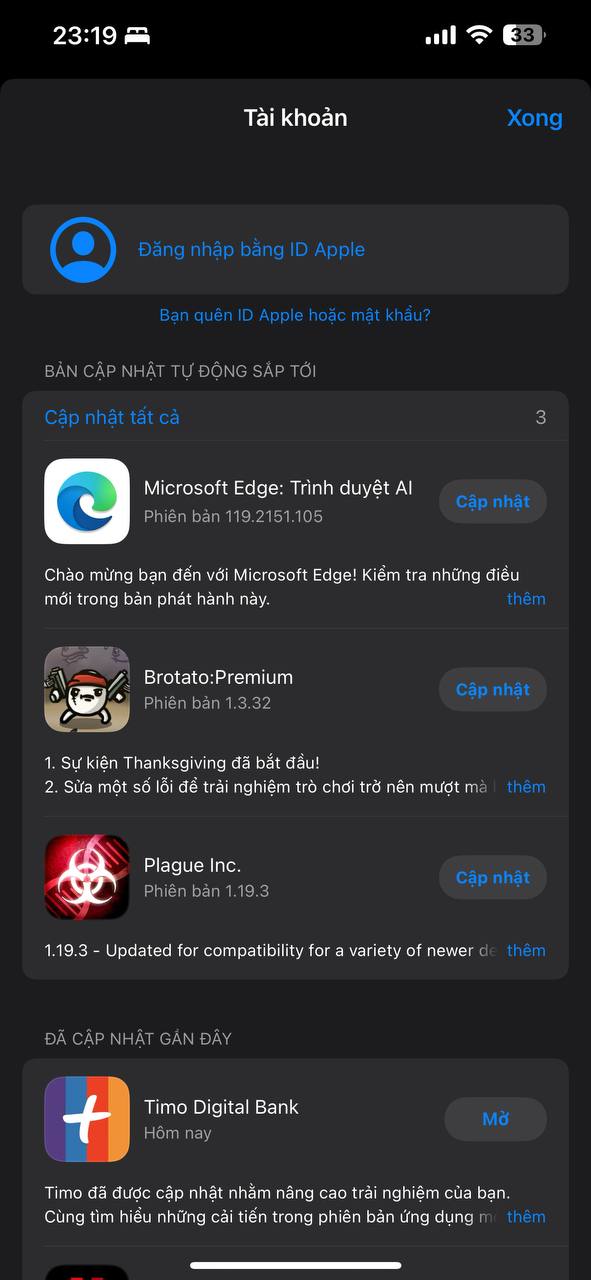 23:19
33
Tài khoản
Xong
Đăng nhập bằng ID Apple
Bạn quên ID Apple hoặc mật khẩu?
BẢN CẬP NHẬT TỰ ĐỘNG SẮP TỚI
Cập nhật tất cả
3
Microsoft Edge: Trình duyệt AI
Phiên bản 119.2151.105
Cập nhật
Chào mừng bạn đến với Microsoft Edge! Kiểm tra những điều
mới trong bản phát hành này.
thêm
Brotato:Premium
Phiên bản 1.3.32
Cập nhật
1. Sự kiện Thanksgiving đã bắt đầu!
2. Sửa một số lỗi để trải nghiệm trò chơi trở nên mượt mà
thêm
Plague Inc.
Phiên bản 1.19.3
Cập nhật
1.19.3 - Updated for compatibility for a variety of newer de
thêm
ĐÃ CẬP NHẬT GẦN ĐÂY
Timo Digital Bank
Hôm nay
Mở
Timo đã được cập nhật nhằm nâng cao trải nghiệm của bạn.
Cùng tìm hiểu những cải tiến trong phiên bản ứng dụng
thêm